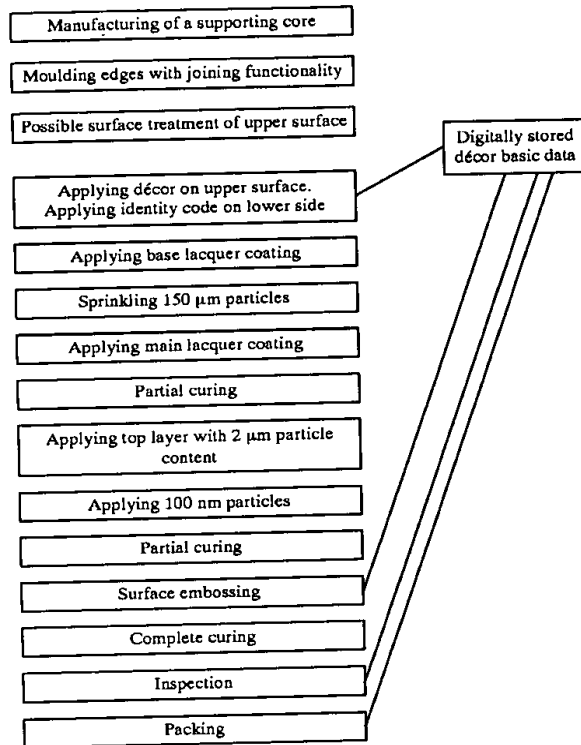 Manufacturing of a supporting core
Moulding edges with joining functionality
Possible surface treatment of upper surface
Digitally stored
décor basic data
Applying décor on upper surface.
Applying identity code on lower side
Applying base lacquer coating
Sprinkling 150 μm particles
Applying main lacquer coating
Partial curing
Applying top layer with 2 μm particle
content
Applying 100 nm particles
Partial curing
Surface embossing
Complete curing
Inspection
Packing